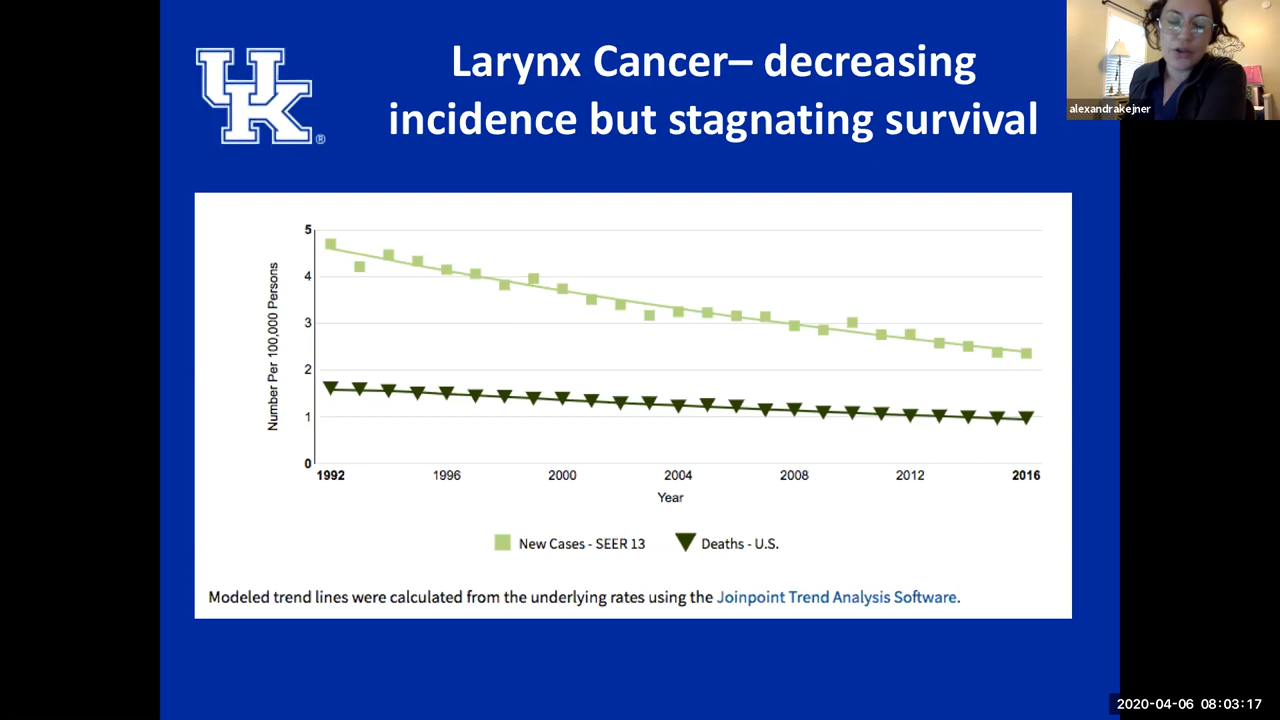 UK
®
Larynx Cancer– decreasing
incidence but stagnating survival
alexandrakejner
5
4
3
2
1
0
Number Per 100,000 Persons
1992 1996 2000 2004 2008 2012 2016
Year
New Cases - SEER 13 Deaths - U.S.
Modeled trend lines were calculated from the underlying rates using the Joinpoint Trend Analysis Software.
2020-04-06 08:03:17